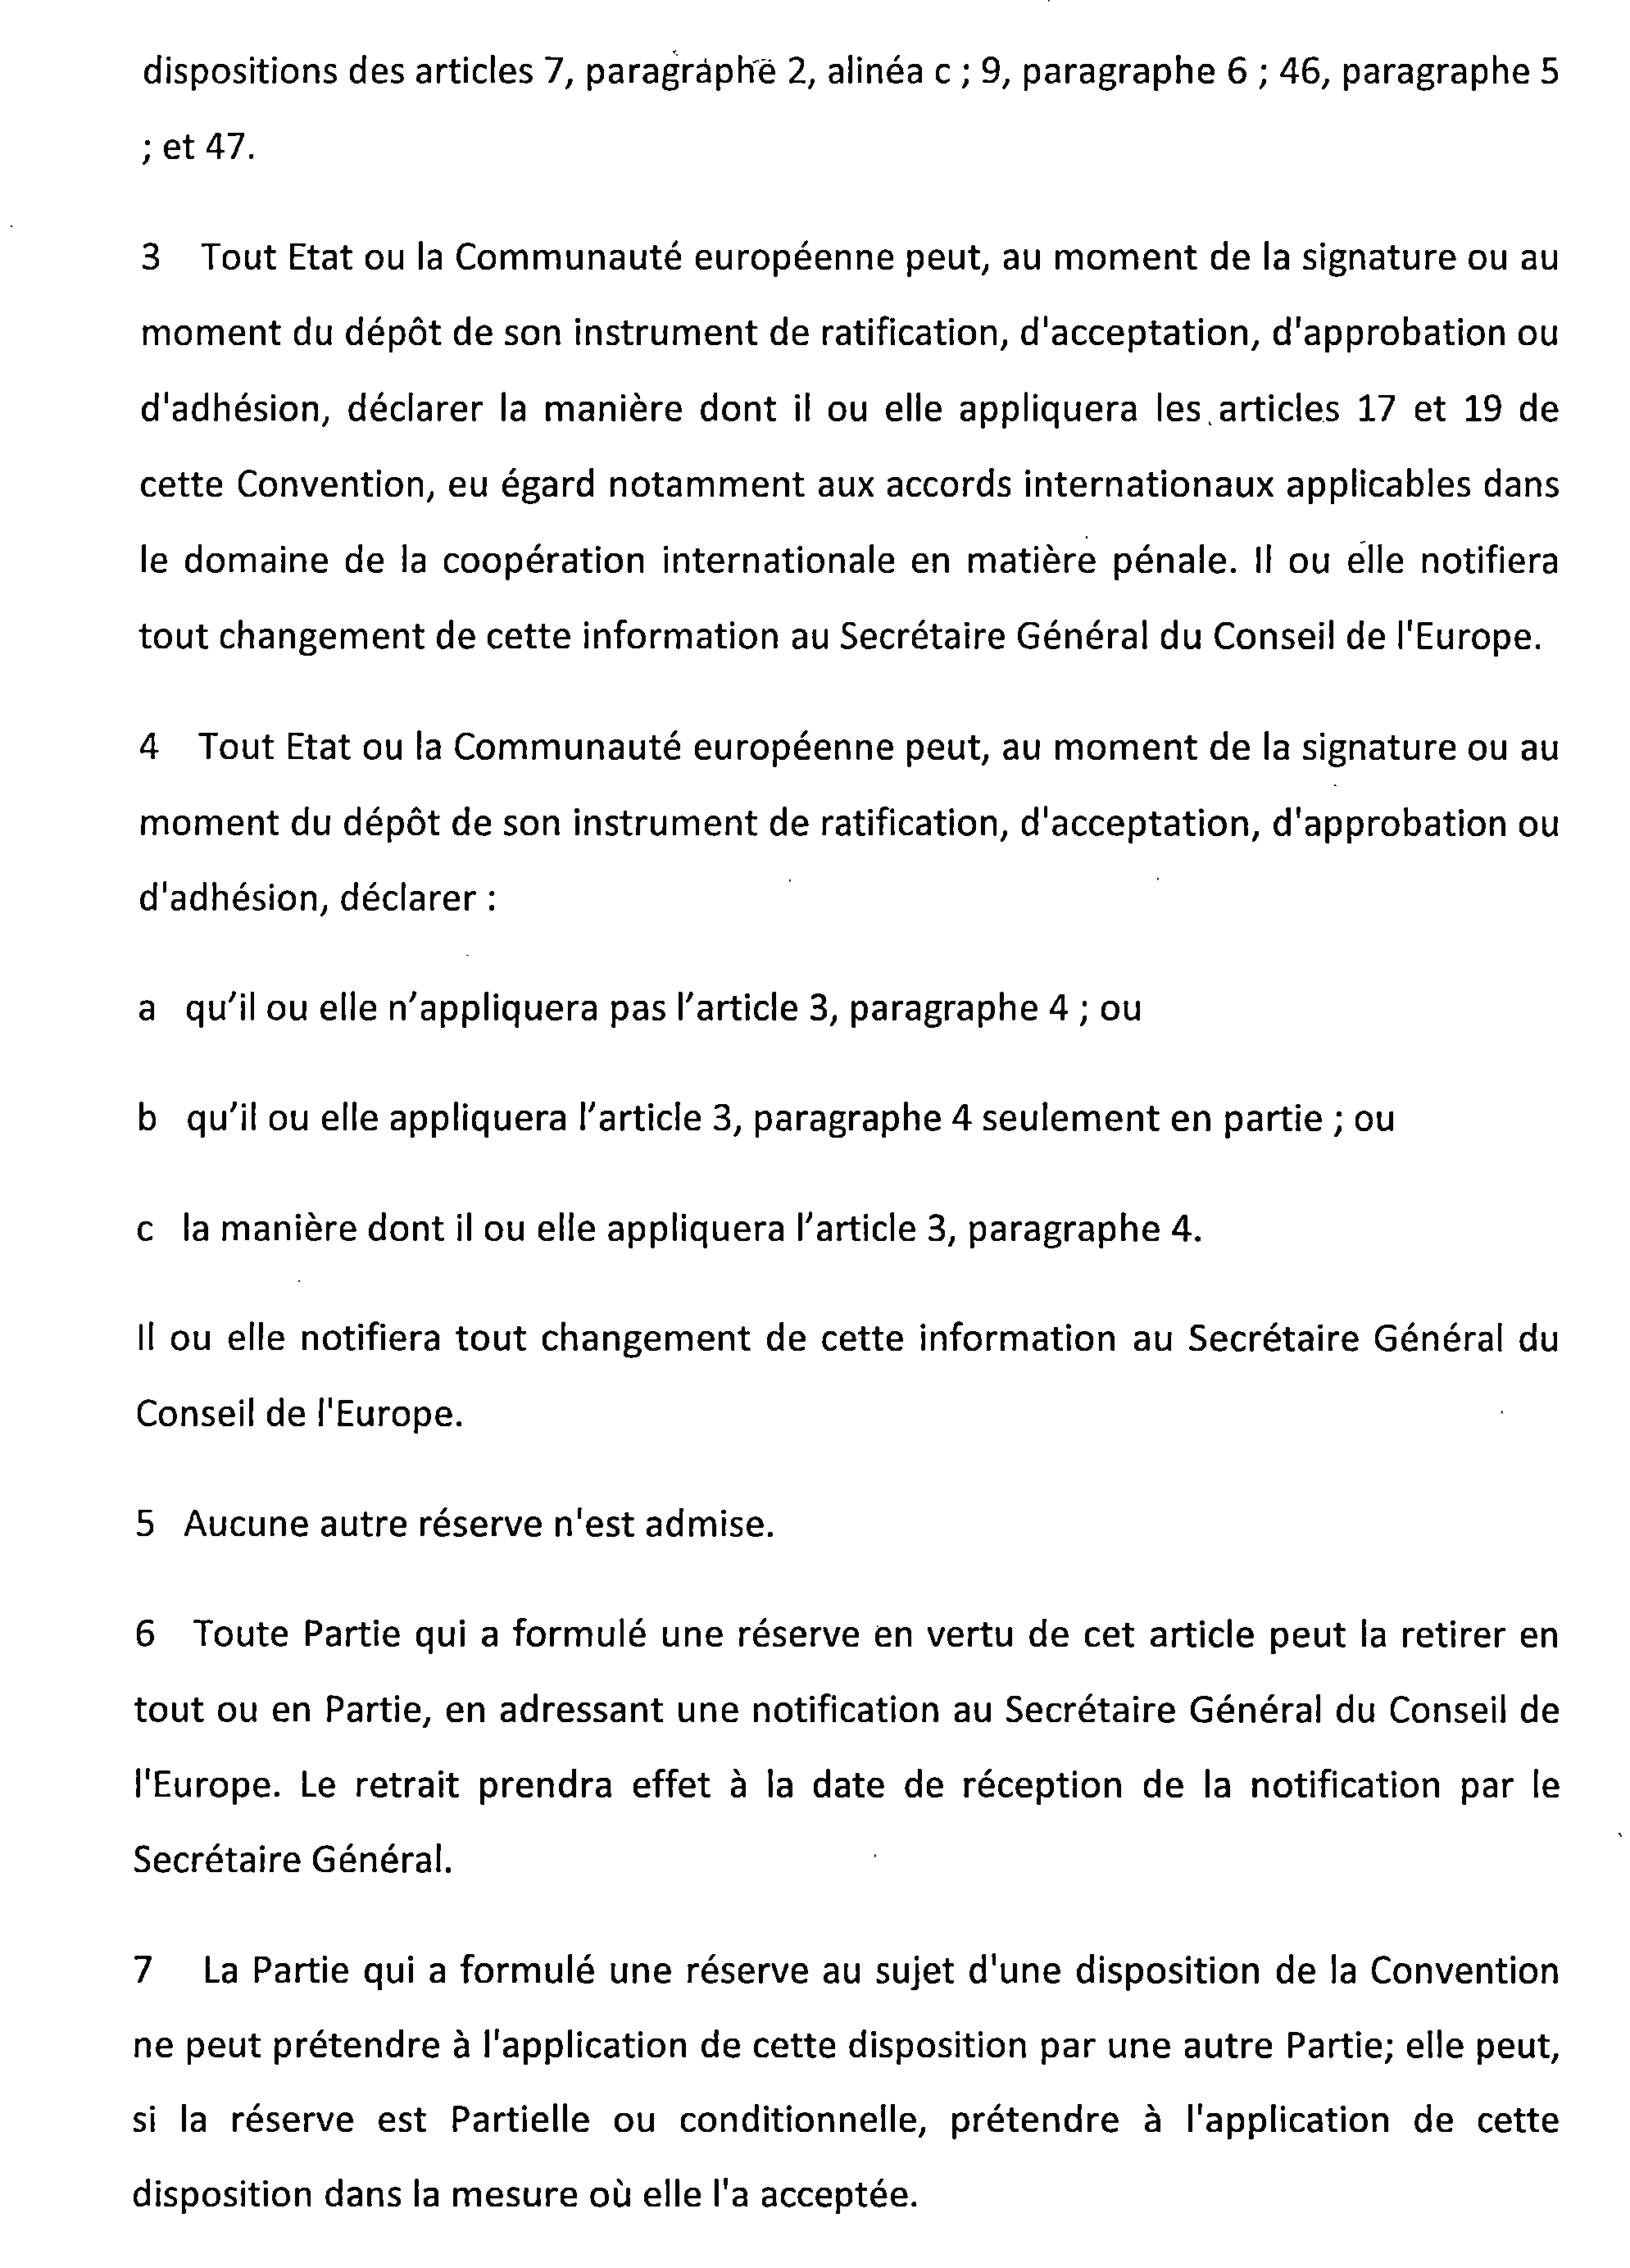 dispositions des articles 7, paragraphe 2, alinéa c ; 9, paragraphe 6 ; 46, paragraphe 5
; et 47.
3 Tout Etat ou la Communauté européenne peut, au moment de la signature ou au
moment du dépôt de son instrument de ratification, d'acceptation, d'approbation ou
d'adhésion, déclarer la manière dont il ou elle appliquera les articles 17 et 19 de
cette Convention, eu égard notamment aux accords internationaux applicables dans
le domaine de la coopération internationale en matière pénale. Il ou elle notifiera
tout changement de cette information au Secrétaire Général du Conseil de l'Europe.
4 Tout Etat ou la Communauté européenne peut, au moment de la signature ou au
moment du dépôt de son instrument de ratification, d'acceptation, d'approbation ou
d'adhésion, déclarer :
a qu’il ou elle n’appliquera pas l’article 3, paragraphe 4 ; ou
b qu’il ou elle appliquera l’article 3, paragraphe 4 seulement en partie ; ou
c la manière dont il ou elle appliquera l’article 3, paragraphe 4.
Il ou elle notifiera tout changement de cette information au Secrétaire Général du
Conseil de l'Europe.
5 Aucune autre réserve n'est admise.
6 Toute Partie qui a formulé une réserve en vertu de cet article peut la retirer en
tout ou en Partie, en adressant une notification au Secrétaire Général du Conseil de
l'Europe. Le retrait prendra effet à la date de réception de la notification par le
Secrétaire Général.
7 La Partie qui a formulé une réserve au sujet d'une disposition de la Convention
ne peut prétendre à l'application de cette disposition par une autre Partie; elle peut,
si la réserve est Partielle ou conditionnelle, prétendre à l'application de cette
disposition dans la mesure où elle l'a acceptée.